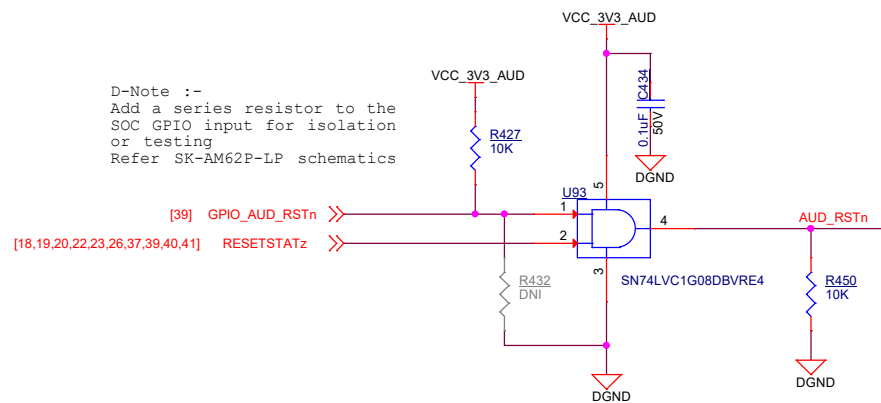 VCC_3V3_AUD
VCC_3V3_AUD
D-Note :-
Add a series resistor to the
SOC GPIO input for isolation
or testing
Refer SK-AM62P-LP schematics
C434
0.1uF
50V
DGND
R427
10K
U93
5
[39] GPIO_AUD_RSTn
1
4
AUD_RSTn
[18,19,20,22,23,26,37,39,40,41] RESETSTATz
2
3
SN74LVC1G08DBVRE4
R432
DNI
R450
10K
DGND
DGND